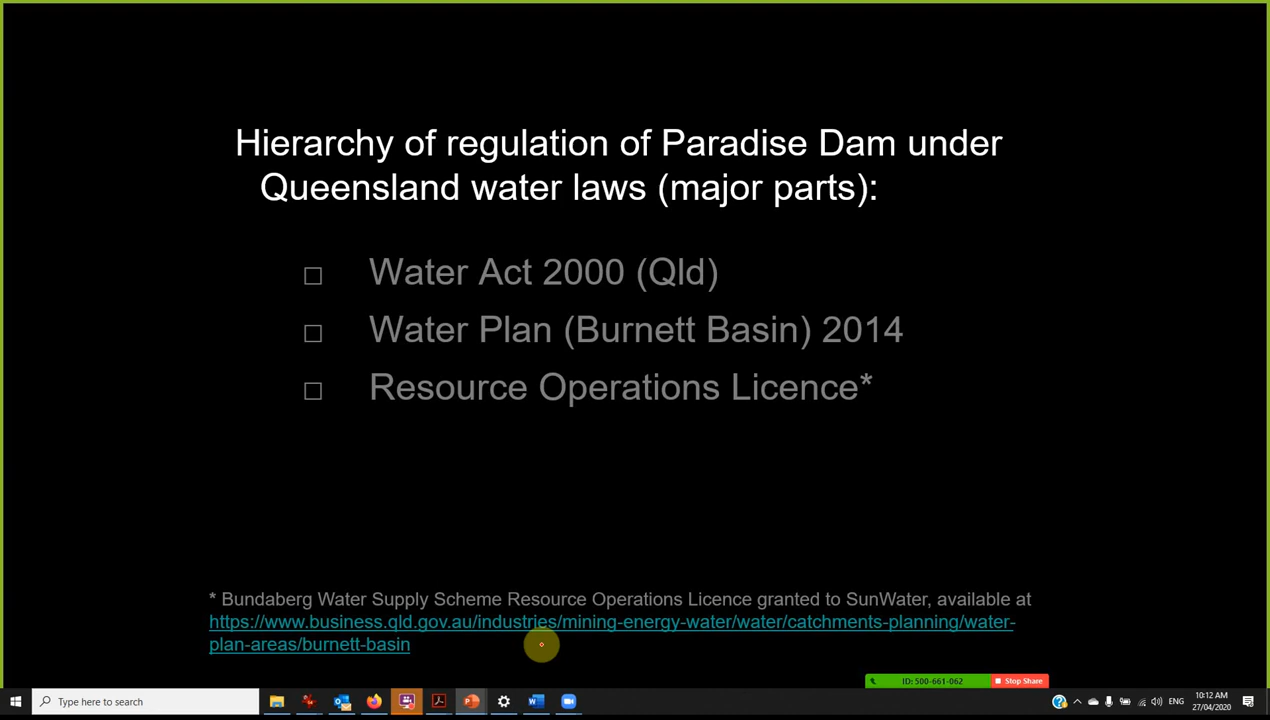 Hierarchy of regulation of Paradise Dam under
Queensland water laws (major parts):
Water Act 2000 (Qld)
Water Plan (Burnett Basin) 2014
Resource Operations Licence*
* Bundaberg Water Supply Scheme Resource Operations Licence granted to SunWater, available at
https://www.business.qld.gov.au/industries/mining-energy-water/water/catchments-planning/water-
plan-areas/burnett-basin
ID: 500-661-062 Stop Share
Type here to search
ENG
10:12 AM
27/04/2020